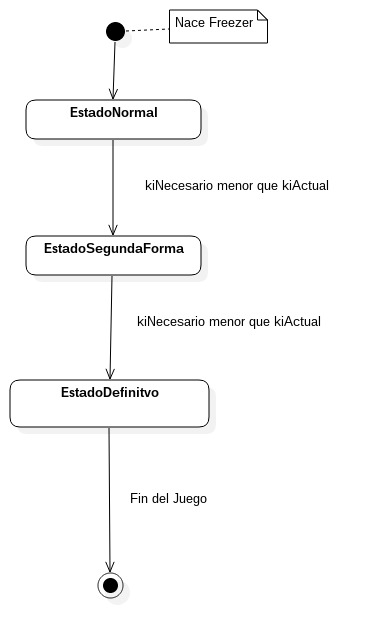 Nace Freezer
EstadoNormal
kiNecesario menor que kiActual
EstadoSegundaForma
kiNecesario menor que kiActual
EstadoDefinitvo
Fin del Juego